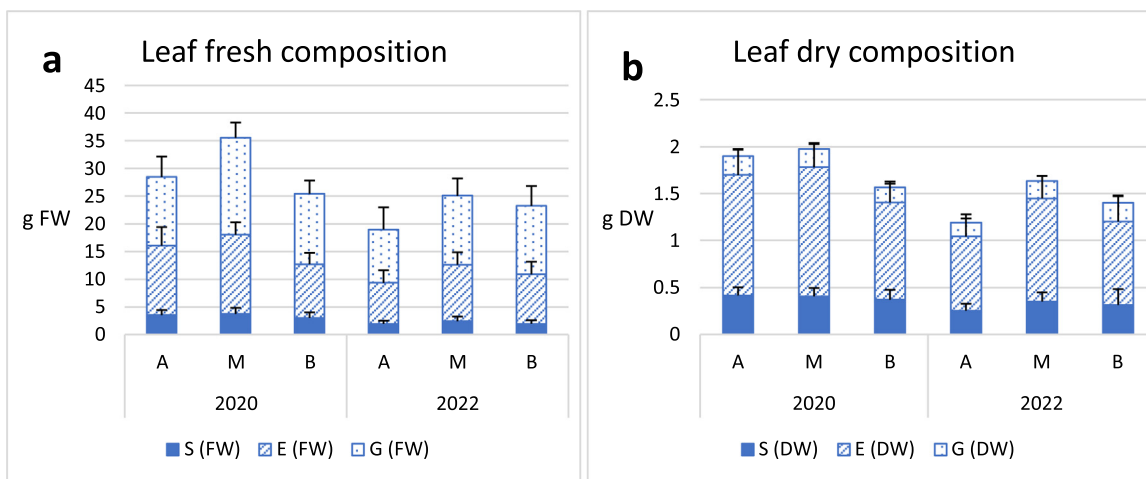 a
Leaf fresh composition
45
40
35
30
25
20
15
10
5
0
g FW
A M B A M B
2020 2022
S (FW) E (FW) G (FW)
b
Leaf dry composition
2.5
2
1.5
1
0.5
0
g DW
A M B A M B
2020 2022
S (DW) E (DW) G (DW)